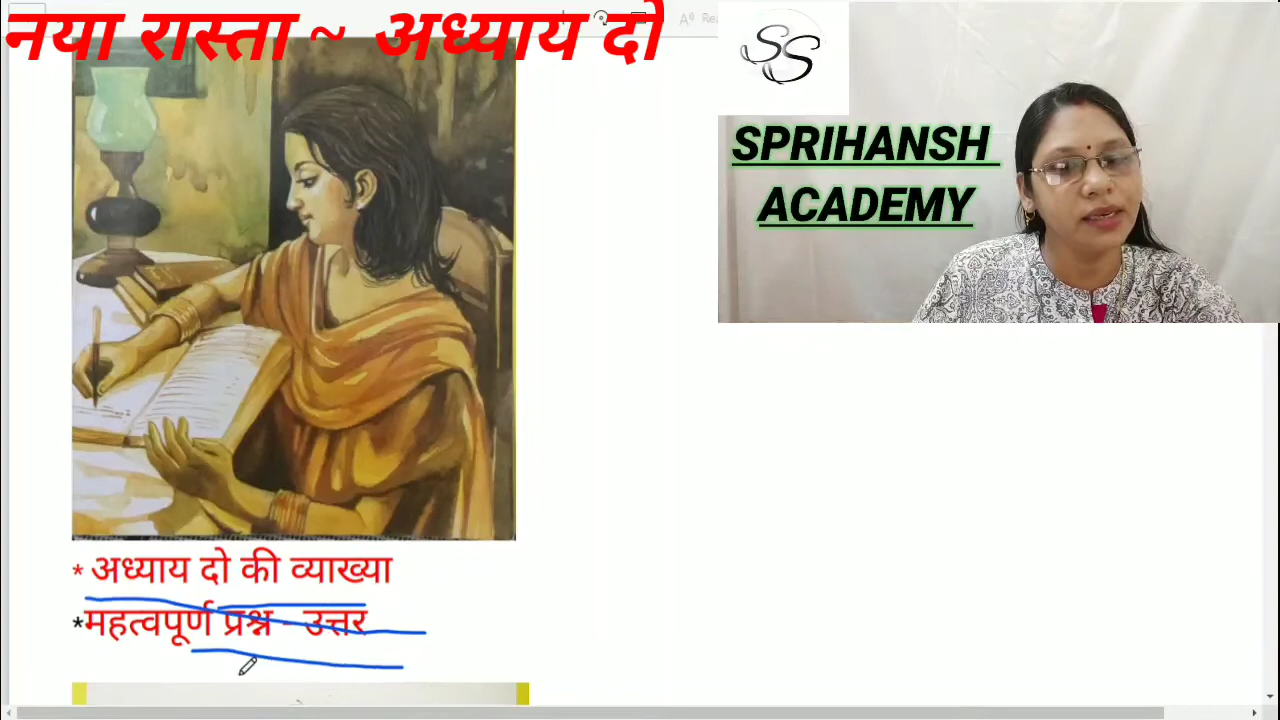 नया रास्ता ~ अध्याय दो
SS
SPRIHANSH
ACADEMY
* अध्याय दो की व्याख्या
*महत्वपूर्ण प्रश्न - उत्तर